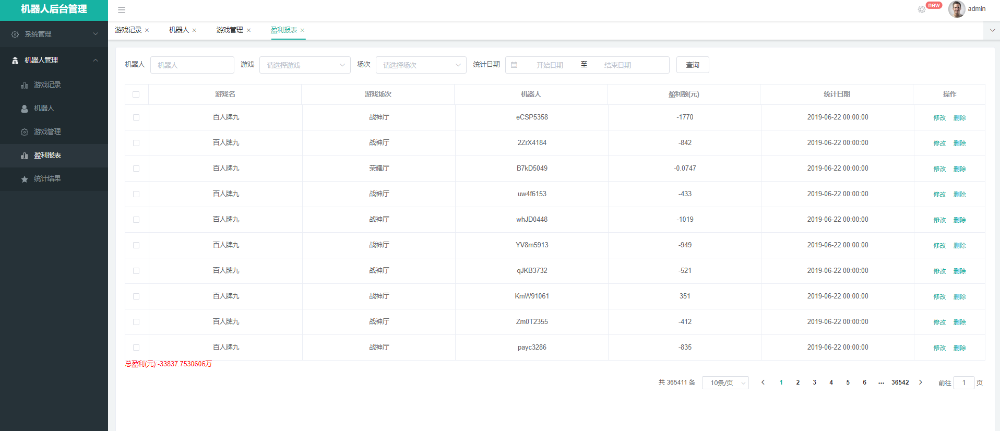 机器人后台管理
new
admin
游戏记录 × 机器人 × 游戏管理 × 盈利报表 ×
系统管理
机器人管理
游戏记录
机器人
游戏管理
盈利报表
统计结果
机器人 机器人 游戏 请选择游戏 场次 请选择场次 统计日期 开始日期 至 结束日期 查询
游戏名 游戏场次 机器人 盈利额(元) 统计日期 操作
百人牌九 战神厅 eCSP5358 -1770 2019-06-22 00:00:00 修改 删除
百人牌九 战神厅 2ZrX4184 -842 2019-06-22 00:00:00 修改 删除
百人牌九 荣耀厅 B7kD5049 -0.0747 2019-06-22 00:00:00 修改 删除
百人牌九 战神厅 uw4f6153 -433 2019-06-22 00:00:00 修改 删除
百人牌九 战神厅 whJD0448 -1019 2019-06-22 00:00:00 修改 删除
百人牌九 战神厅 YV8m5913 -949 2019-06-22 00:00:00 修改 删除
百人牌九 战神厅 qJKB3732 -521 2019-06-22 00:00:00 修改 删除
百人牌九 战神厅 KmW91061 351 2019-06-22 00:00:00 修改 删除
百人牌九 战神厅 Zm0T2355 -412 2019-06-22 00:00:00 修改 删除
百人牌九 战神厅 payc3286 -835 2019-06-22 00:00:00 修改 删除
总盈利(元):-33837.7530606万
共 365411 条 10条/页 1 2 3 4 5 6 ••• 36542 前往 1 页